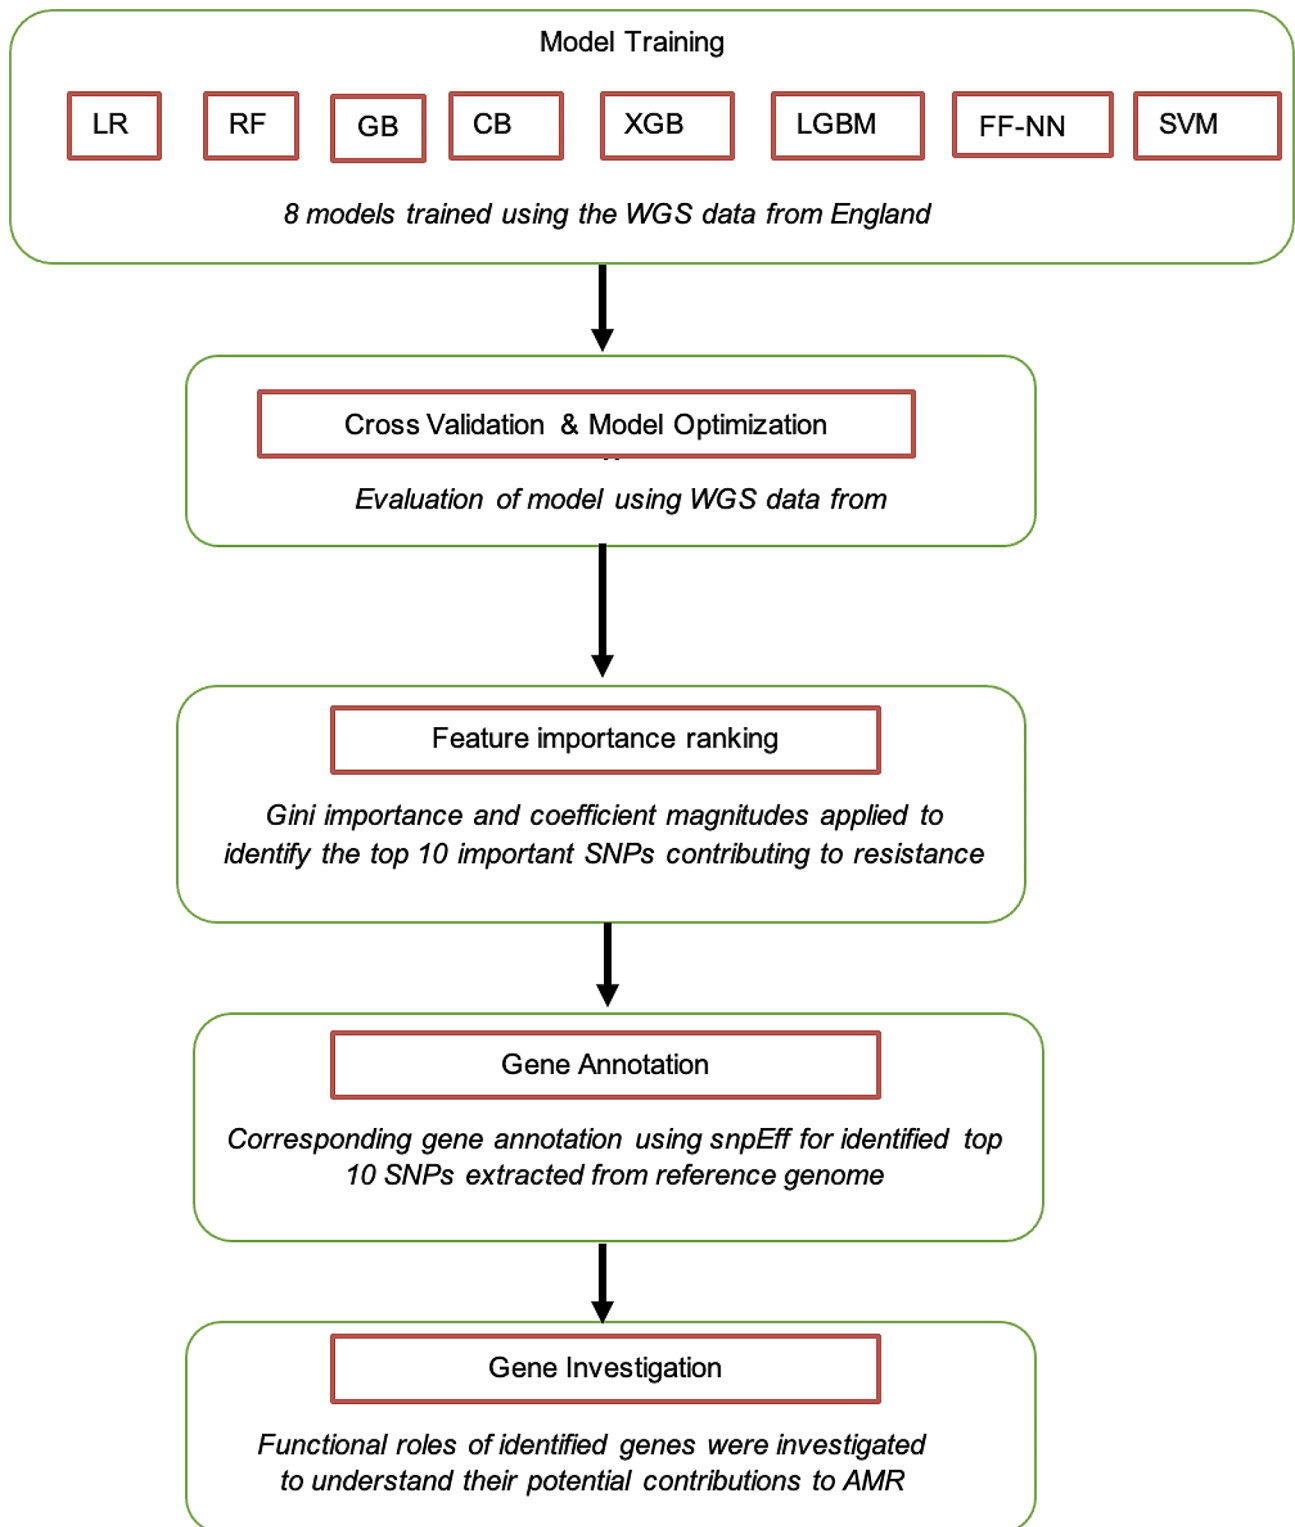 Model Training
LR RF GB CB XGB LGBM FF-NN SVM
8 models trained using the WGS data from England
Cross Validation & Model Optimization
Evaluation of model using WGS data from
Feature importance ranking
Gini importance and coefficient magnitudes applied to
identify the top 10 important SNPs contributing to resistance
Gene Annotation
Corresponding gene annotation using snpEff for identified top
10 SNPs extracted from reference genome
Gene Investigation
Functional roles of identified genes were investigated
to understand their potential contributions to AMR